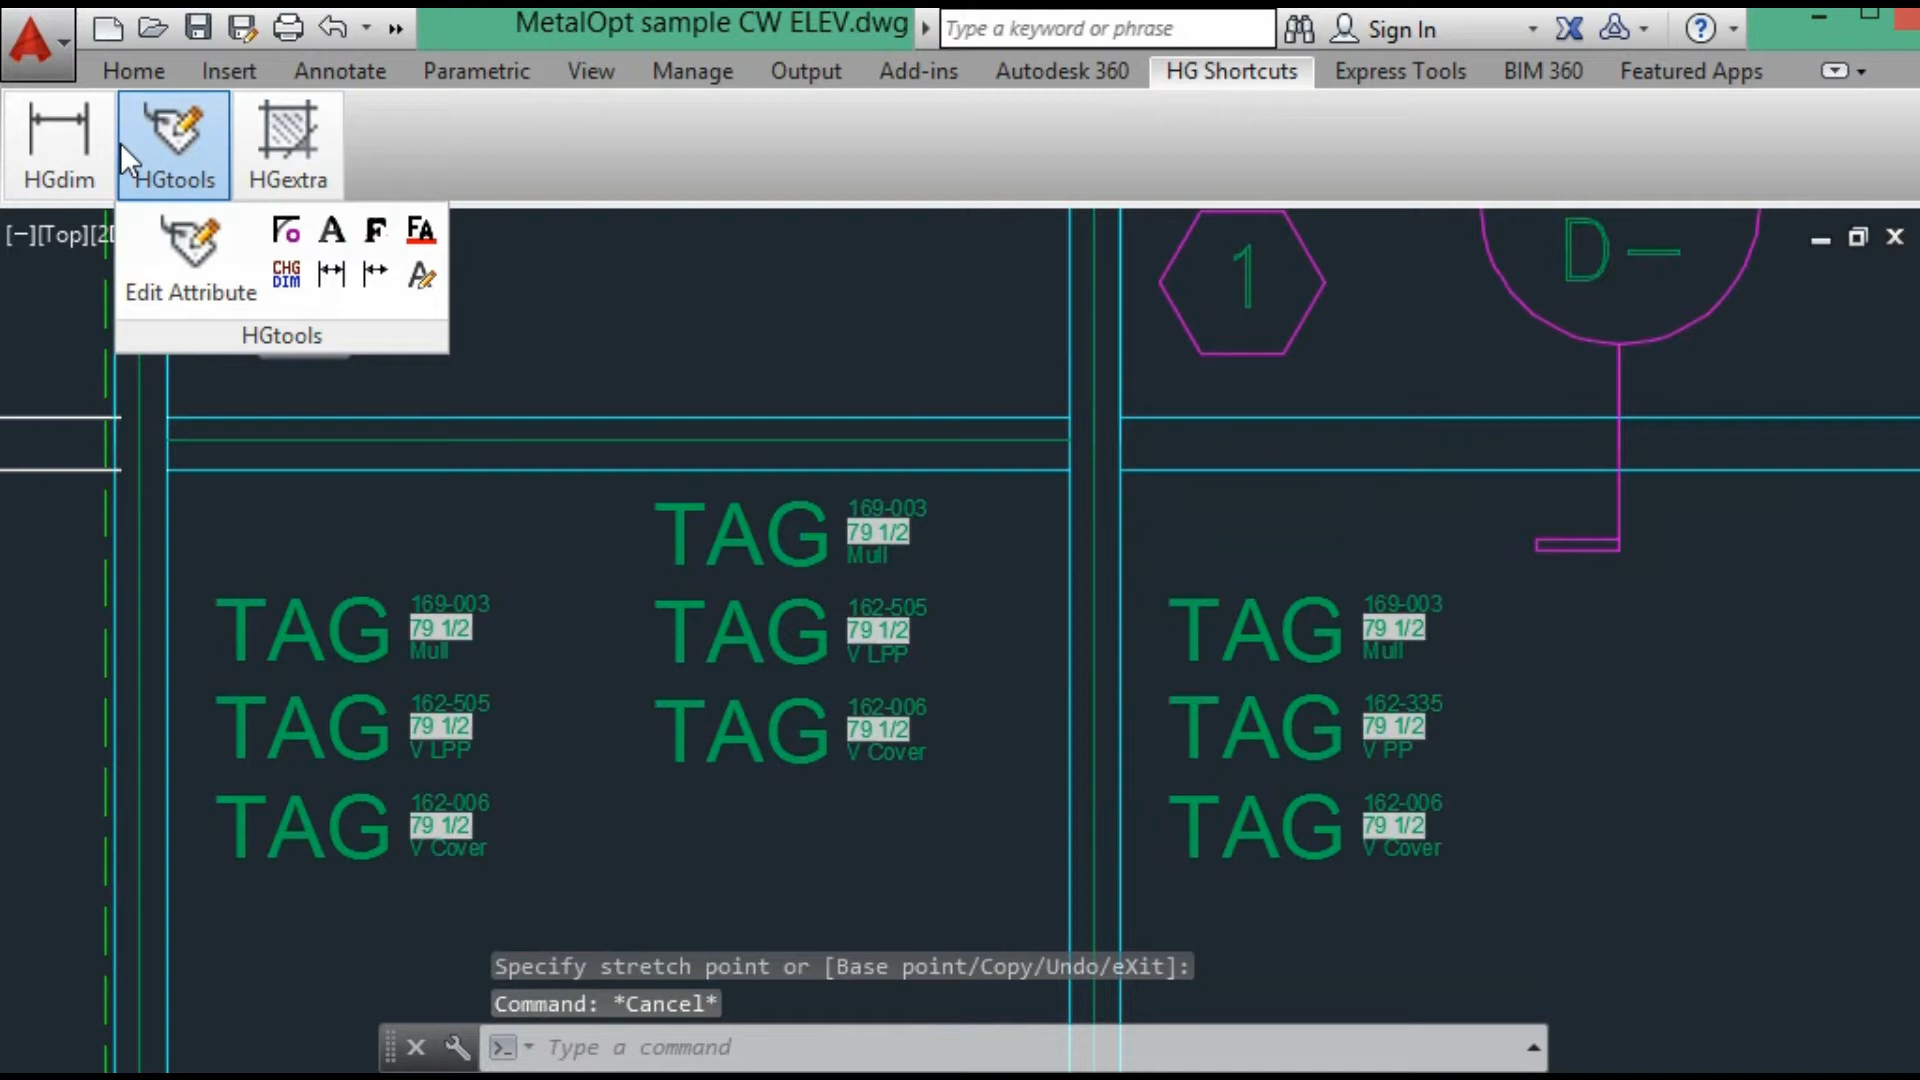 MetalOpt sample CW ELEV.dwg
Type a keyword or phrase
Sign In
Home Insert Annotate Parametric View Manage Output Add-ins Autodesk 360 HG Shortcuts Express Tools BIM 360 Featured Apps
HGdim
HGtools
HGextra
A F FA
CHG
DIM
Edit Attribute
HGtools
[−][Top][2
1
D –
TAG
169-003
79 1/2
Mull
TAG
162-505
79 1/2
V LPP
TAG
162-006
79 1/2
V Cover
TAG
169-003
79 1/2
Mull
TAG
162-505
79 1/2
V LPP
TAG
162-006
79 1/2
V Cover
TAG
169-003
79 1/2
Mull
TAG
162-335
79 1/2
V PP
TAG
162-006
79 1/2
V Cover
Specify stretch point or [Base point/Copy/Undo/eXit]:
Command: *Cancel*
Type a command